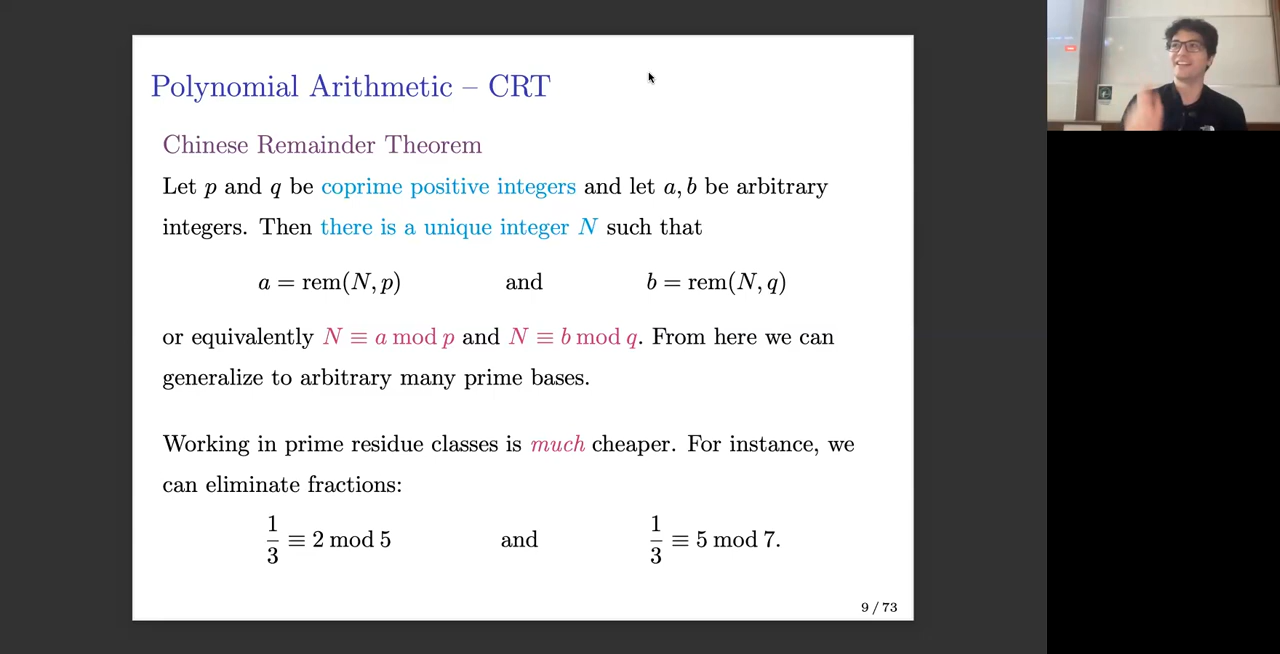 Polynomial Arithmetic – CRT
Chinese Remainder Theorem
Let p and q be coprime positive integers and let a, b be arbitrary
integers. Then there is a unique integer N such that
a = rem(N, p) and b = rem(N, q)
or equivalently N ≡ a mod p and N ≡ b mod q. From here we can
generalize to arbitrary many prime bases.
Working in prime residue classes is much cheaper. For instance, we
can eliminate fractions:
1/3 ≡ 2 mod 5 and 1/3 ≡ 5 mod 7.
9 / 73